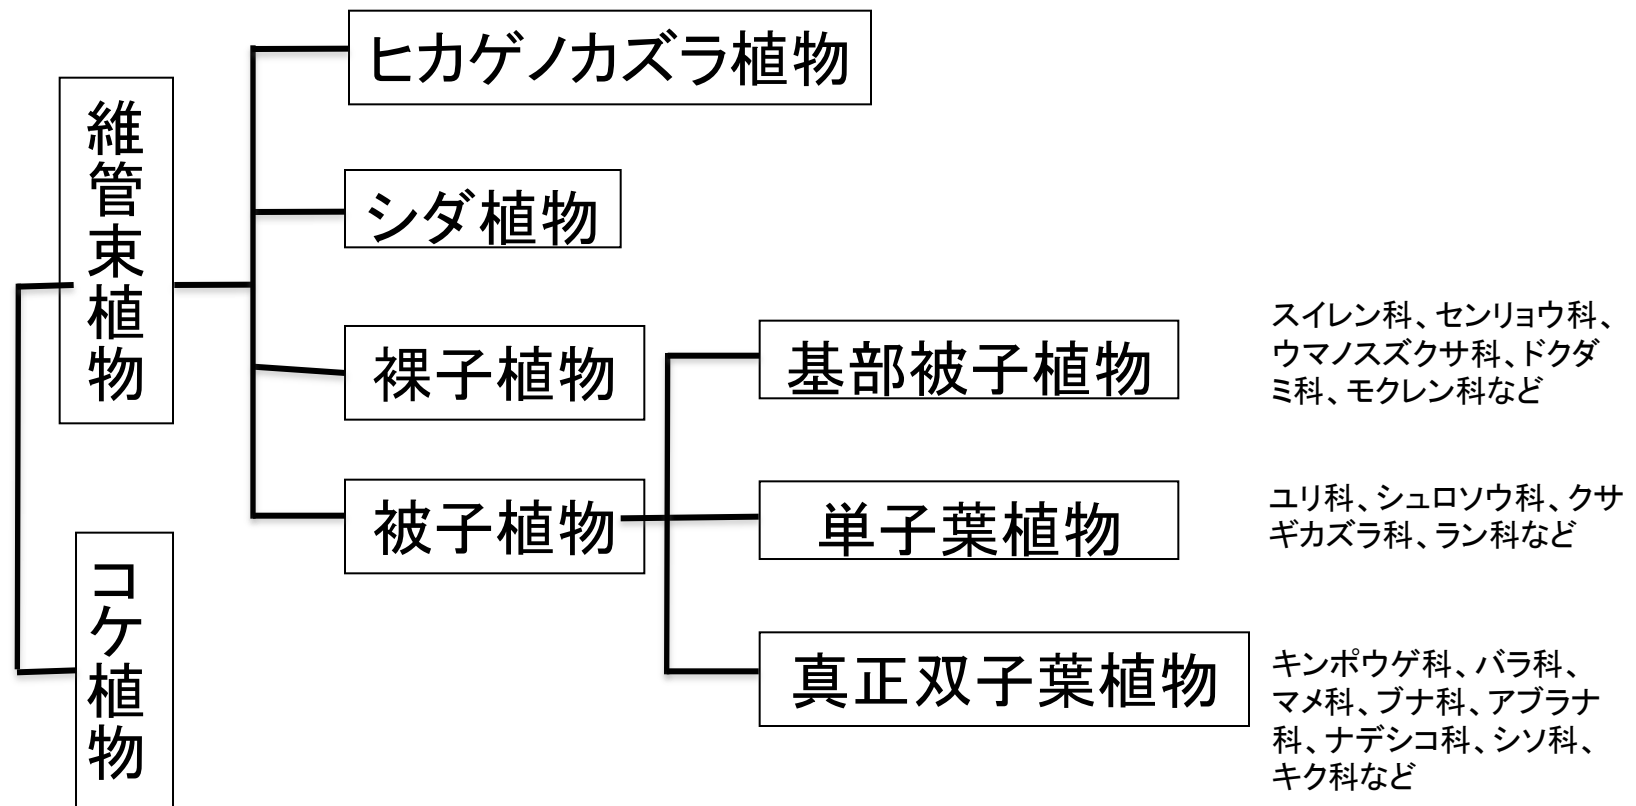 ヒカゲノカズラ植物
維管束植物
シダ植物
裸子植物
被子植物
コケ植物
基部被子植物
スイレン科、センリョウ科、
ウマノスズクサ科、ドクダ
ミ科、モクレン科など
単子葉植物
ユリ科、シュロソウ科、クサ
ギカズラ科、ラン科など
真正双子葉植物
キンポウゲ科、バラ科、
マメ科、ブナ科、アブラナ
科、ナデシコ科、シソ科、
キク科など